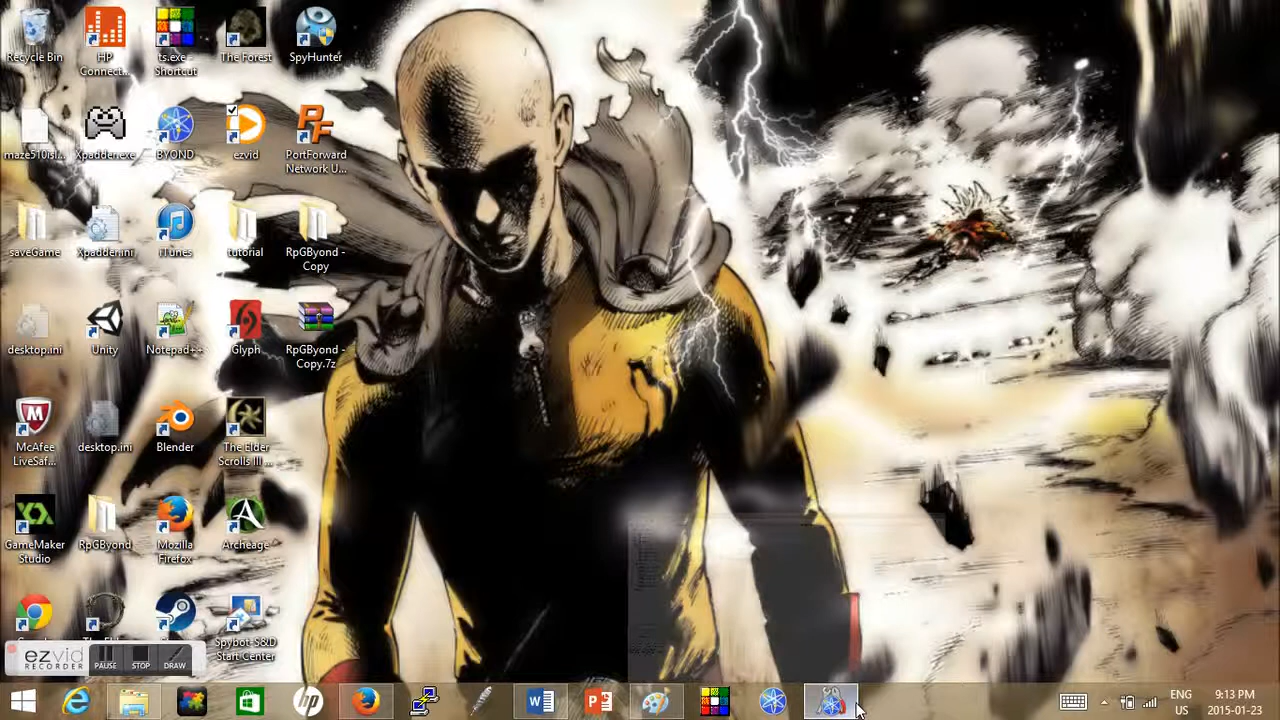 Recycle Bin
HP
Connect...
ts.exe -
Shortcut
The Forest
SpyHunter
maze510isl...
Xpadder.exe
BYOND
ezvid
PF
PortForward
Network U...
saveGame
Xpadder.ini
iTunes
tutorial
RpGByond -
Copy
desktop.ini
Unity
Notepad++
Glyph
RpGByond -
Copy.7z
McAfee
LiveSaf...
desktop.ini
Blender
The Elder
Scrolls III ...
GameMaker
Studio
RpGByond
Mozilla
Firefox
Archeage
Spybot-S&D
Start Center
ezvid
RECORDER
PAUSE
STOP
DRAW
ENG
US
9:13 PM
2015-01-23